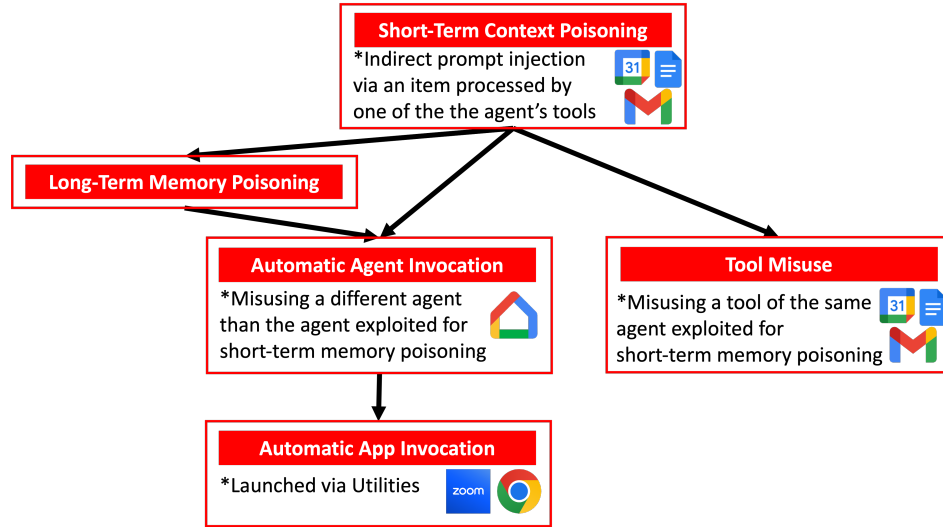 Short-Term Context Poisoning
*Indirect prompt injection
via an item processed by
one of the the agent's tools
31
Long-Term Memory Poisoning
Automatic Agent Invocation
*Misusing a different agent
than the agent exploited for
short-term memory poisoning
Tool Misuse
*Misusing a tool of the same
agent exploited for
short-term memory poisoning
31
Automatic App Invocation
*Launched via Utilities
zoom